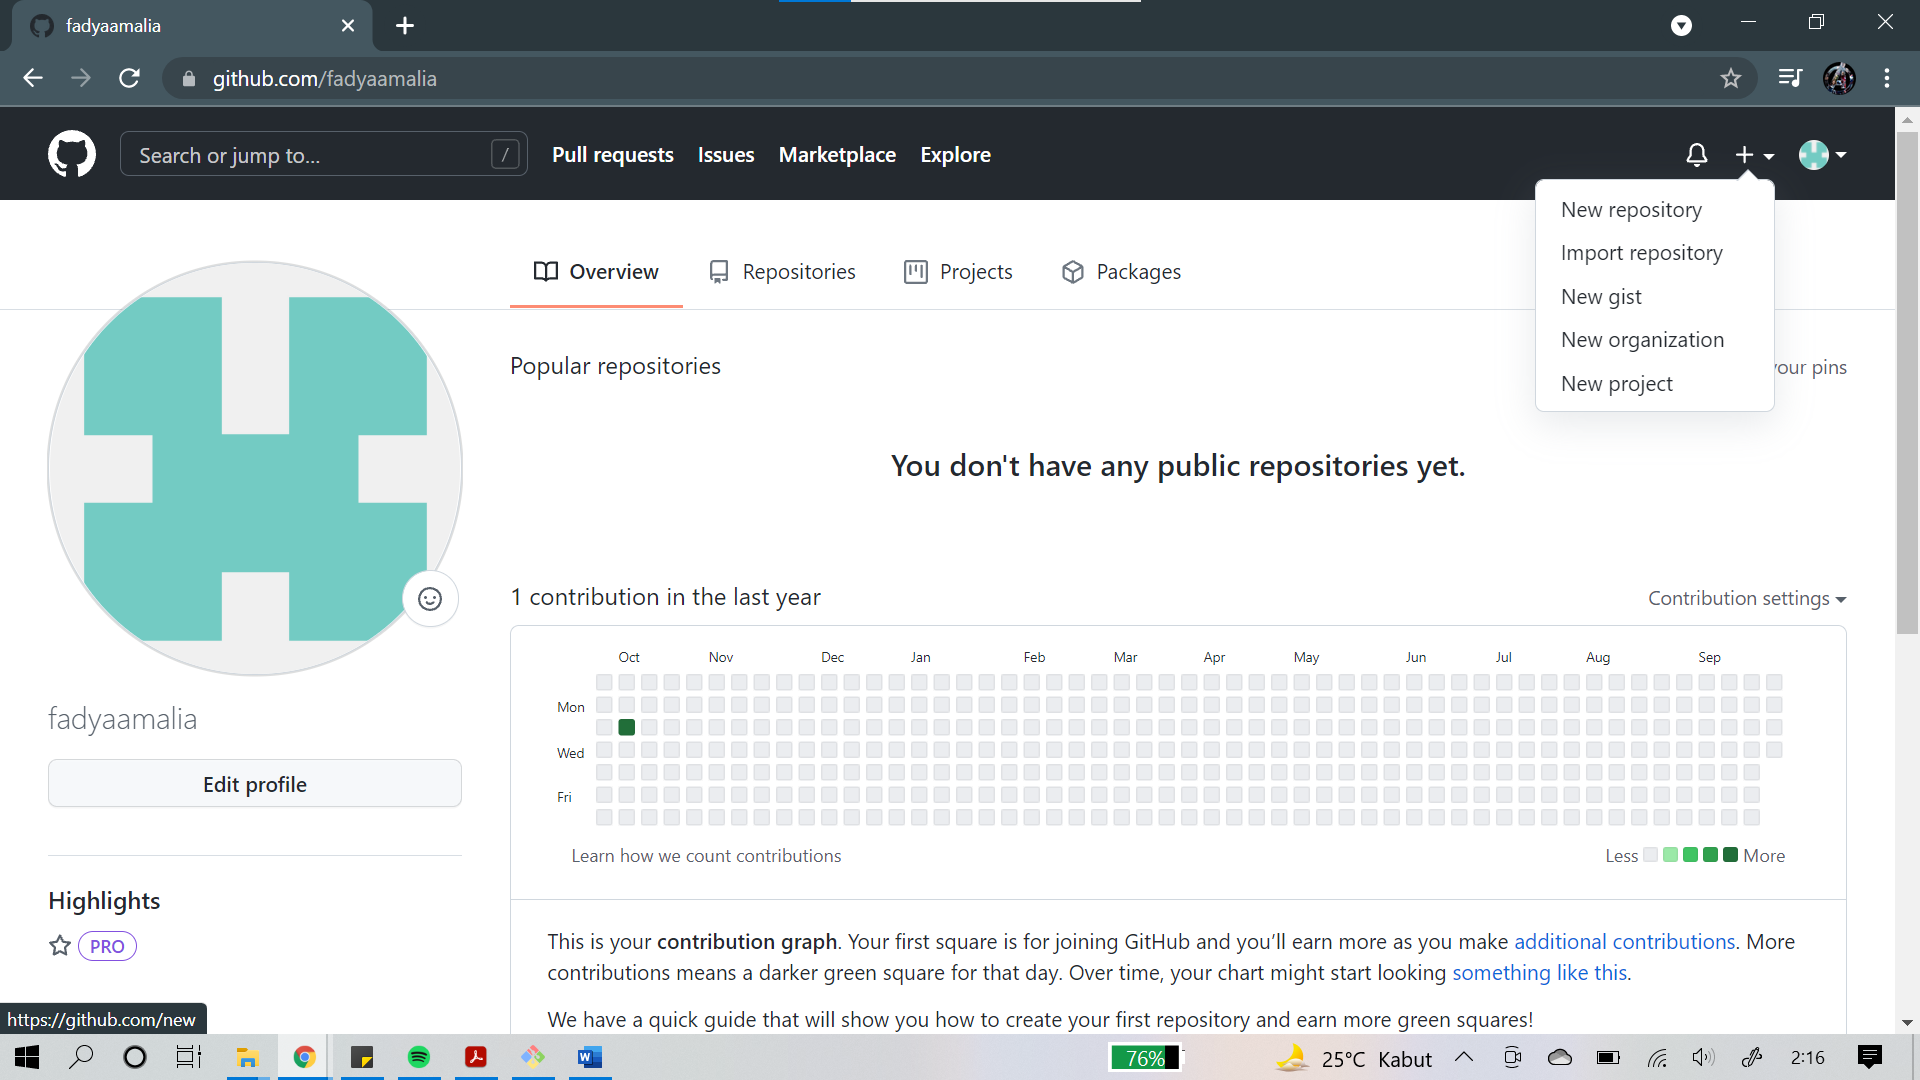 fadyaamalia
github.com/fadyaamalia
Search or jump to...
/
Pull requests
Issues
Marketplace
Explore
New repository
Import repository
New gist
New organization
New project
Overview
Repositories
Projects
Packages
Popular repositories
your pins
You don't have any public repositories yet.
fadyaamalia
Edit profile
Highlights
PRO
1 contribution in the last year
Contribution settings
Oct Nov Dec Jan Feb Mar Apr May Jun Jul Aug Sep
Mon
Wed
Fri
Learn how we count contributions
Less
More
This is your contribution graph. Your first square is for joining GitHub and you’ll earn more as you make additional contributions. More
contributions means a darker green square for that day. Over time, your chart might start looking something like this.
We have a quick guide that will show you how to create your first repository and earn more green squares!
https://github.com/new
76%
25°C Kabut
2:16